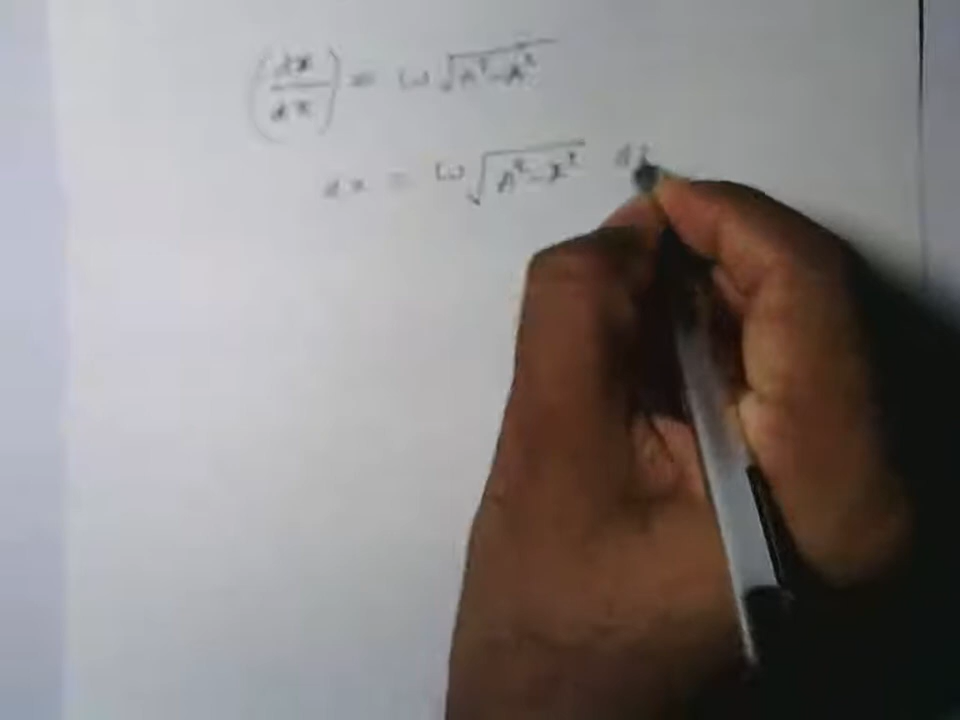 (dx/dt) = ω√(A² - x²)
dx = ω√(A² - x²) dt